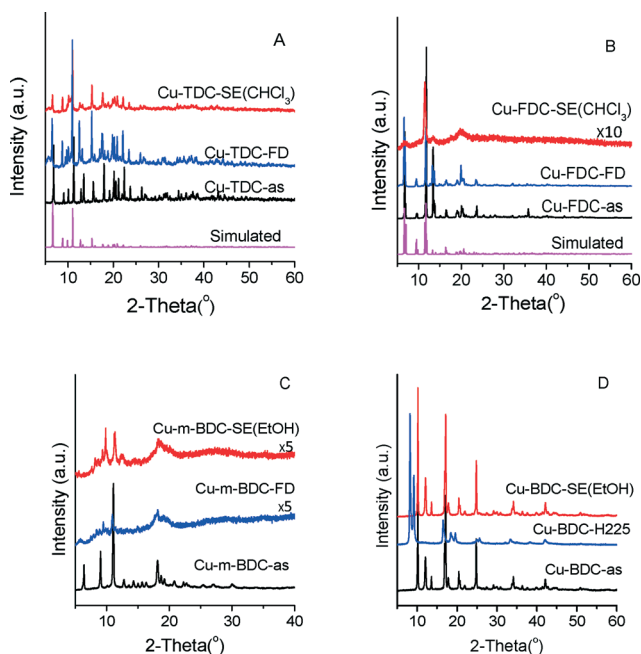 A
Intensity (a.u.)
Cu-TDC-SE(CHCl₃)
Cu-TDC-FD
Cu-TDC-as
Simulated
10 20 30 40 50 60
2-Theta(°)
B
Intensity (a.u.)
Cu-FDC-SE(CHCl₃)
x10
Cu-FDC-FD
Cu-FDC-as
Simulated
10 20 30 40 50 60
2-Theta(°)
C
Intensity (a.u.)
Cu-m-BDC-SE(EtOH)
x5
Cu-m-BDC-FD
x5
Cu-m-BDC-as
10 20 30 40
2-Theta(°)
D
Intensity (a.u.)
Cu-BDC-SE(EtOH)
Cu-BDC-H225
Cu-BDC-as
10 20 30 40 50 60
2-Theta(°)